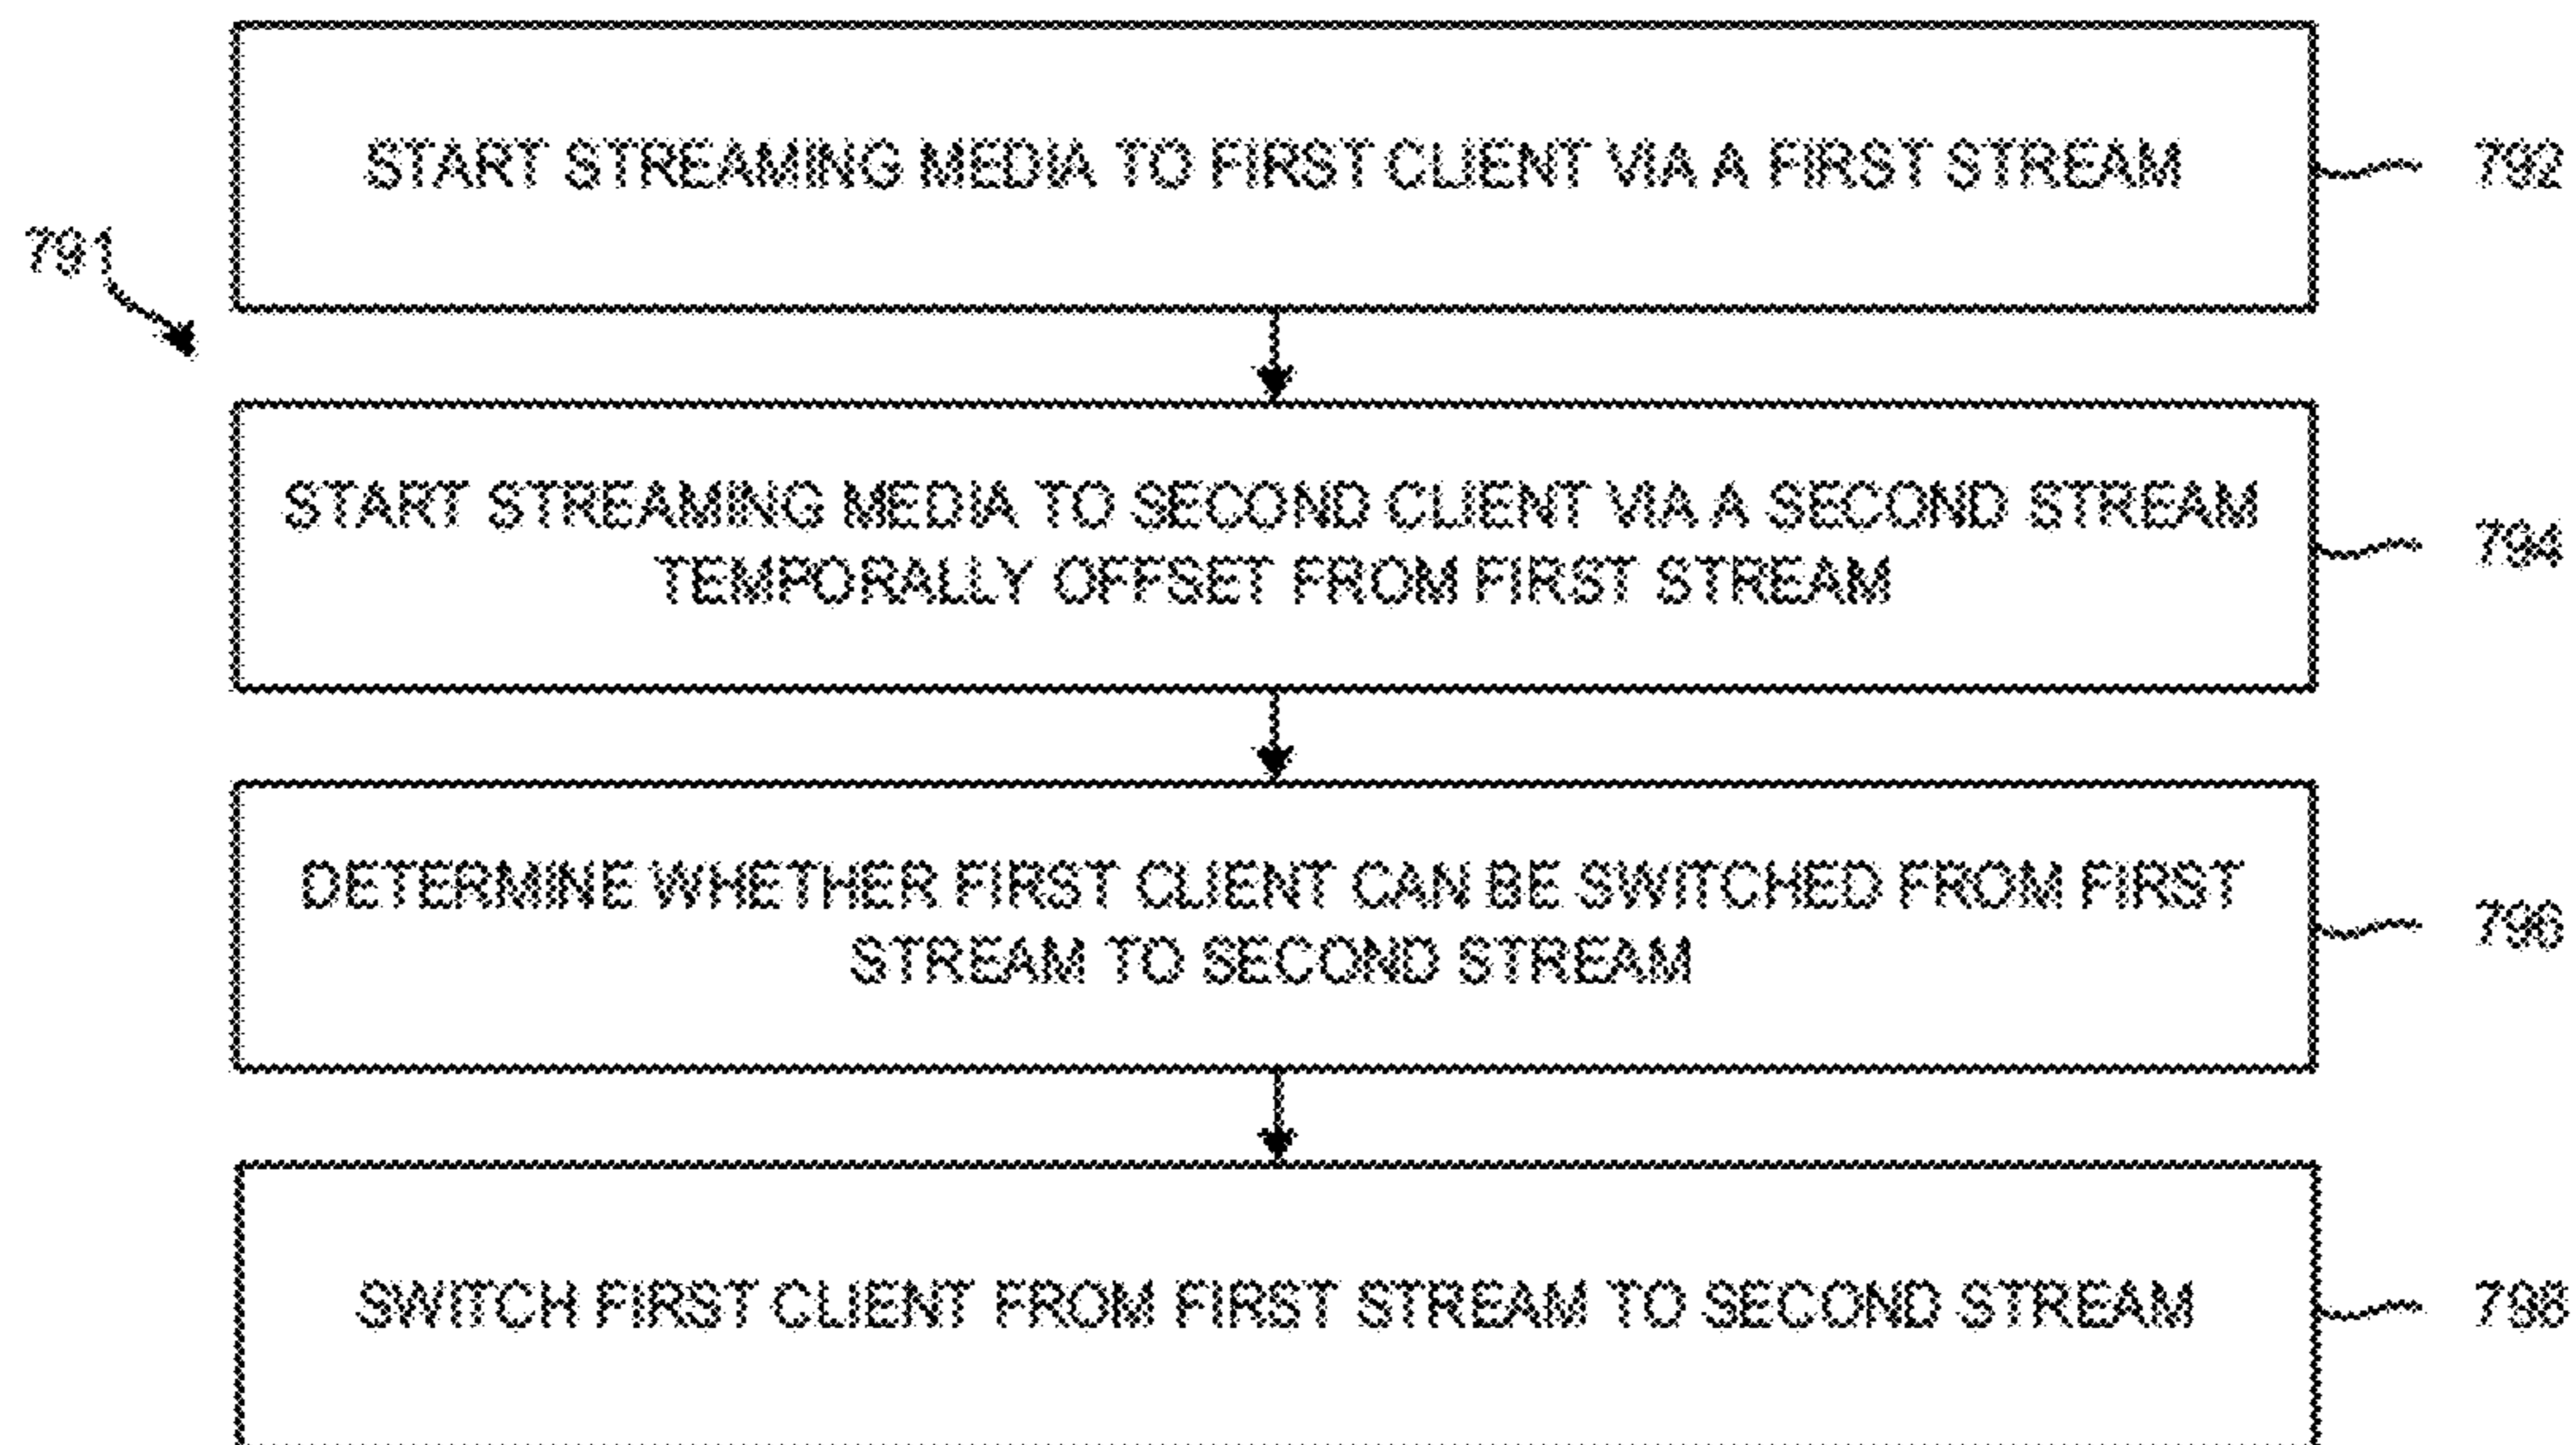 START STREAMING MEDIA TO FIRST CLIENT VIA A FIRST STREAM
792
791
START STREAMING MEDIA TO SECOND CLIENT VIA A SECOND STREAM
TEMPORALLY OFFSET FROM FIRST STREAM
794
DETERMINE WHETHER FIRST CLIENT CAN BE SWITCHED FROM FIRST
STREAM TO SECOND STREAM
796
SWITCH FIRST CLIENT FROM FIRST STREAM TO SECOND STREAM
798